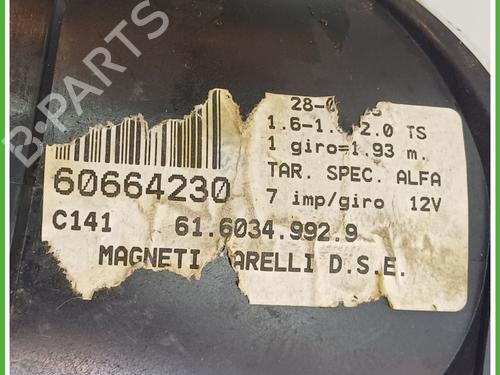 B-PARTS
28-0
1.6-1. 2.0 TS
1 giro=1.93 m.
TAR. SPEC. ALFA
7 imp/giro 12V
60664230
C141 61.6034.992.9
MAGNETI ARELLI D.S.E.